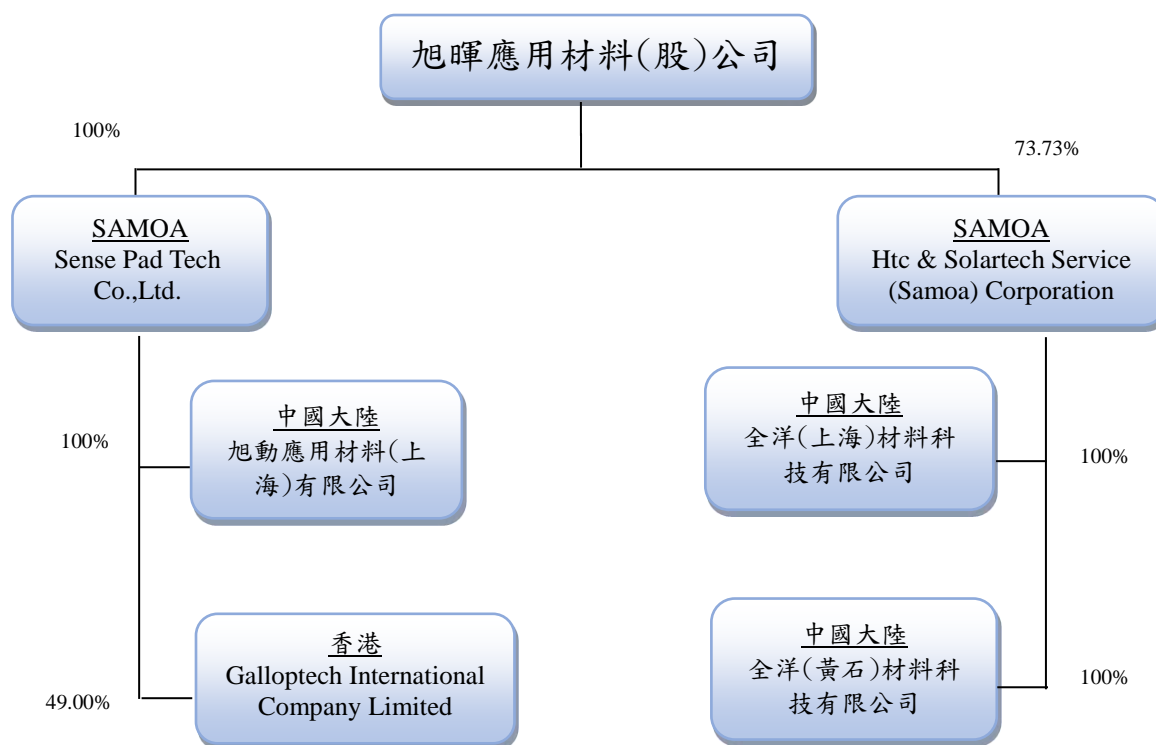 旭暉應用材料(股)公司
100%
73.73%
SAMOA
Sense Pad Tech
Co.,Ltd.
SAMOA
Htc & Solartech Service
(Samoa) Corporation
100%
中國大陸
旭動應用材料(上
海)有限公司
中國大陸
全洋(上海)材料科
技有限公司
100%
49.00%
香港
Galloptech International
Company Limited
中國大陸
全洋(黃石)材料科
技有限公司
100%